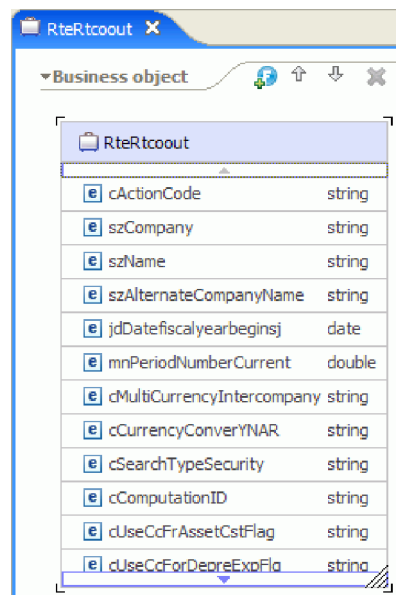 RteRtcoout
Business object
RteRtcoout
e cActionCode string
e szCompany string
e szName string
e szAlternateCompanyName string
e jdDatefiscalyearbeginsj date
e mnPeriodNumberCurrent double
e cMultiCurrencyIntercompany string
e cCurrencyConverYNAR string
e cSearchTypeSecurity string
e cComputationID string
e cUseCcFrAssetCstFlag string
e cUseCcForDepreExpFlg string